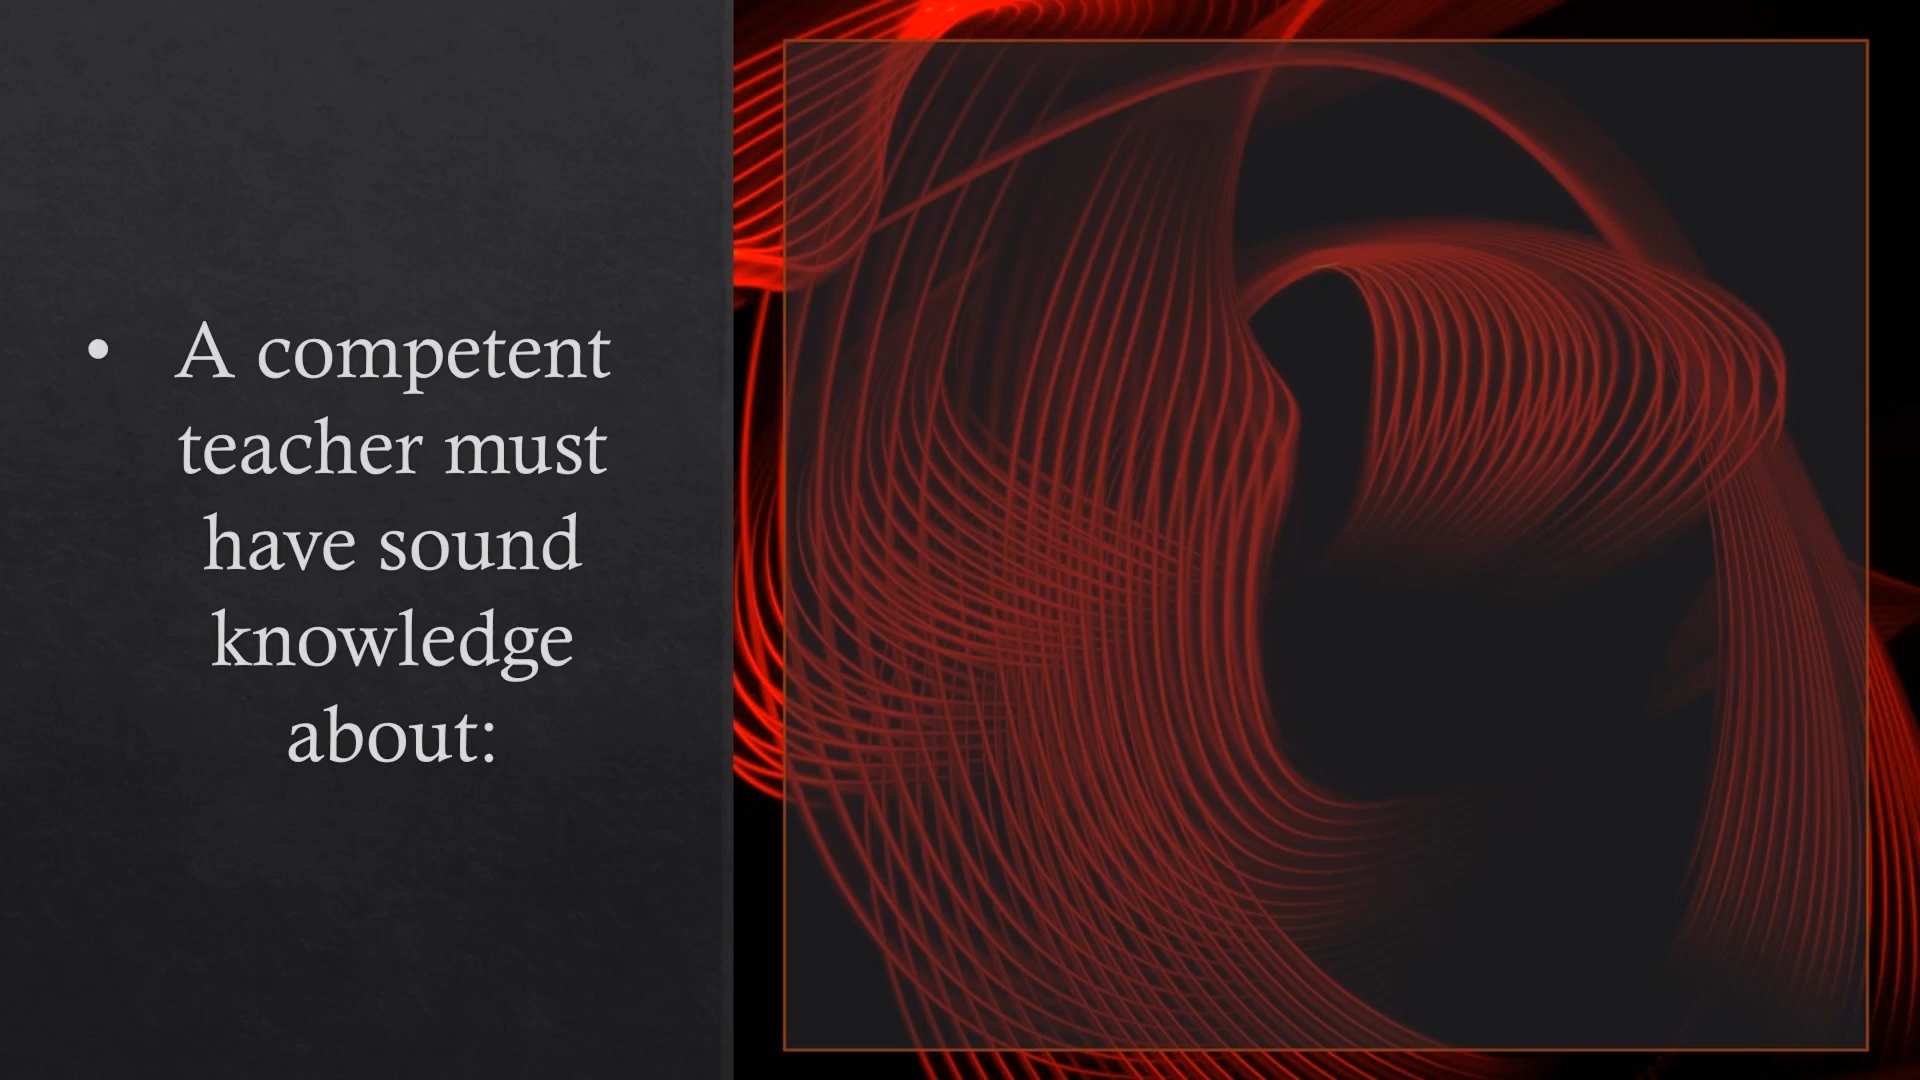 • A competent
teacher must
have sound
knowledge
about: